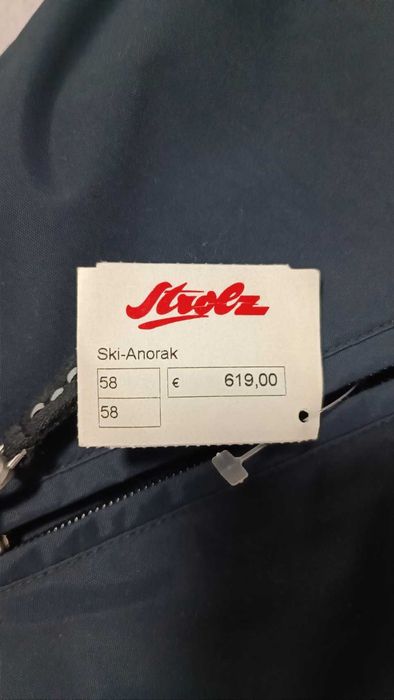 Strolz
Ski-Anorak
58 € 619,00
58